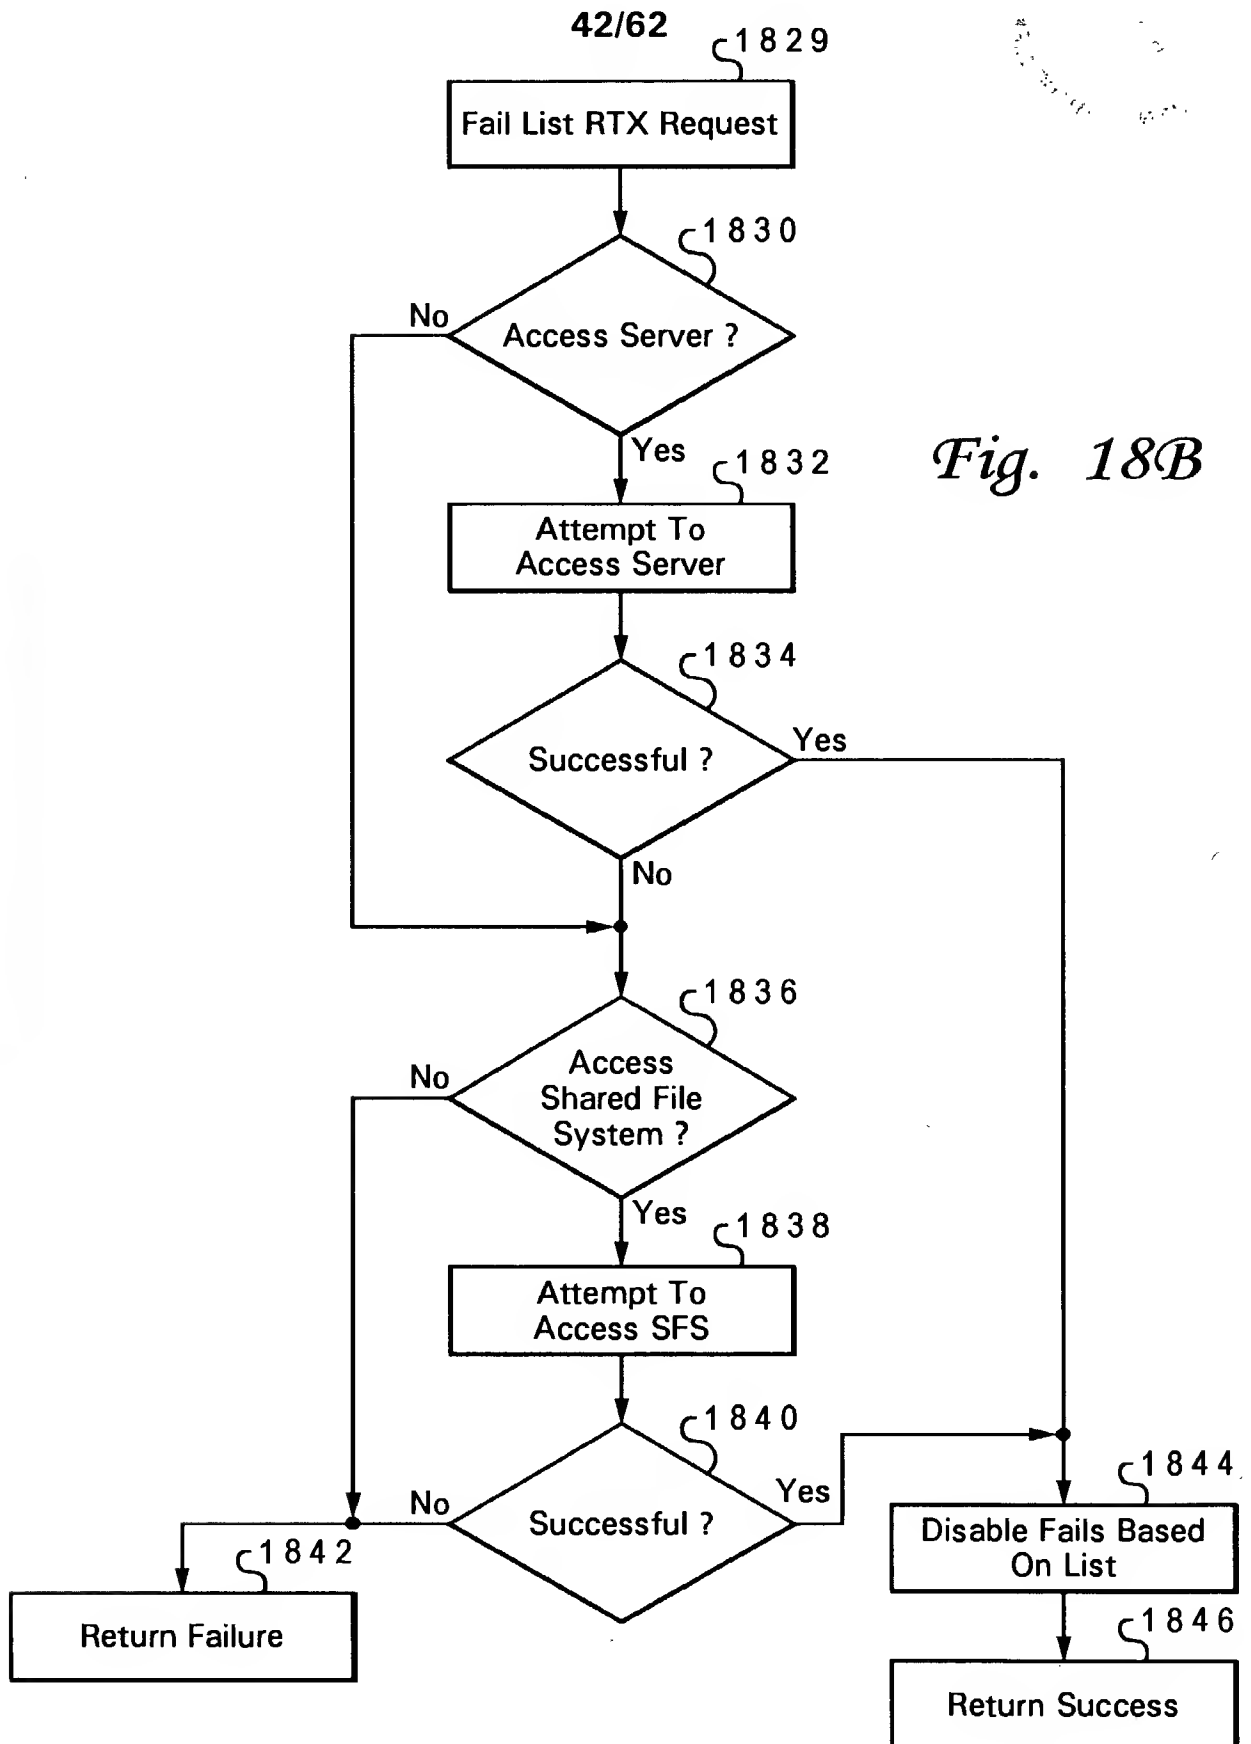 42/62
1829
Fail List RTX Request
1830
No
Access Server ?
Yes
Fig. 18B
1832
Attempt To
Access Server
1834
Yes
Successful ?
No
1836
No
Access
Shared File
System ?
Yes
1838
Attempt To
Access SFS
1840
No
Yes
Successful ?
1844
Disable Fails Based
On List
1842
Return Failure
1846
Return Success